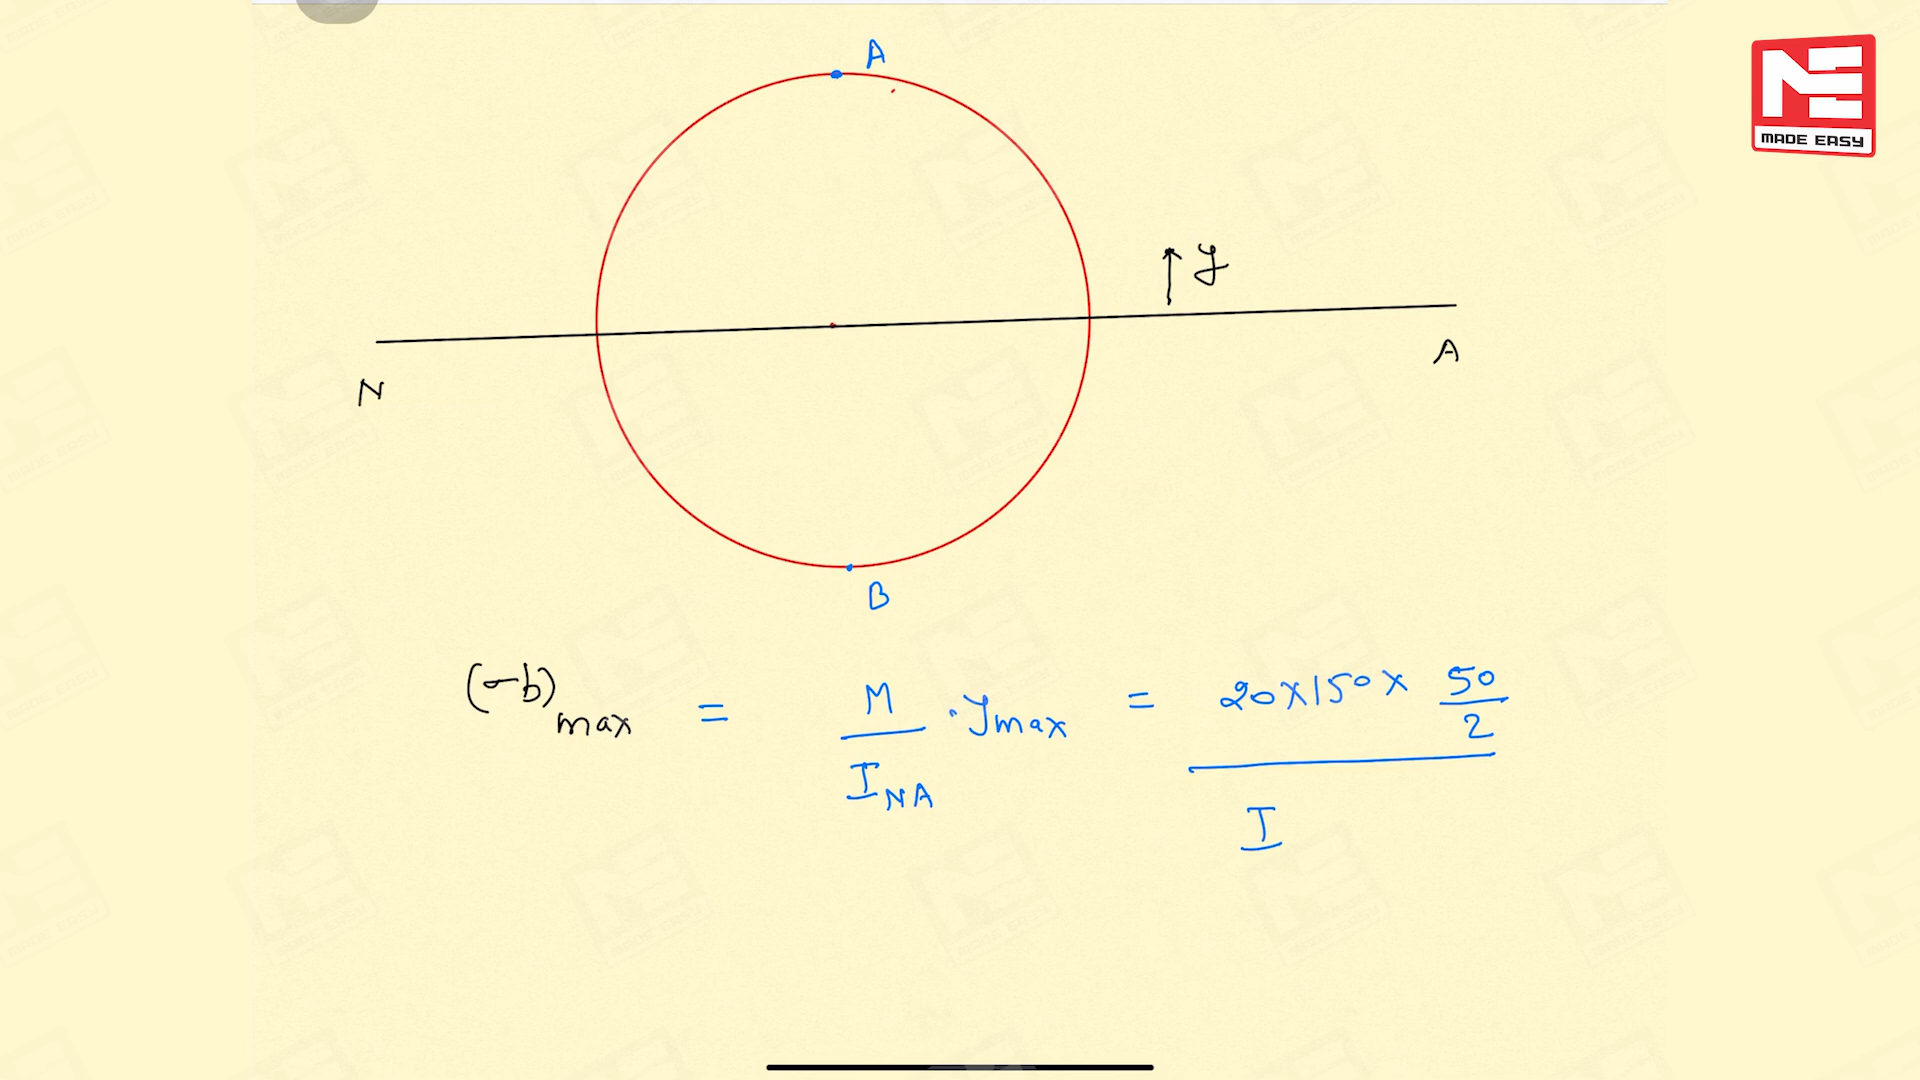 A
MADE EASY
y
N
A
B
(σb)max = M/I_NA · ymax = 20×150× 50/2 / I